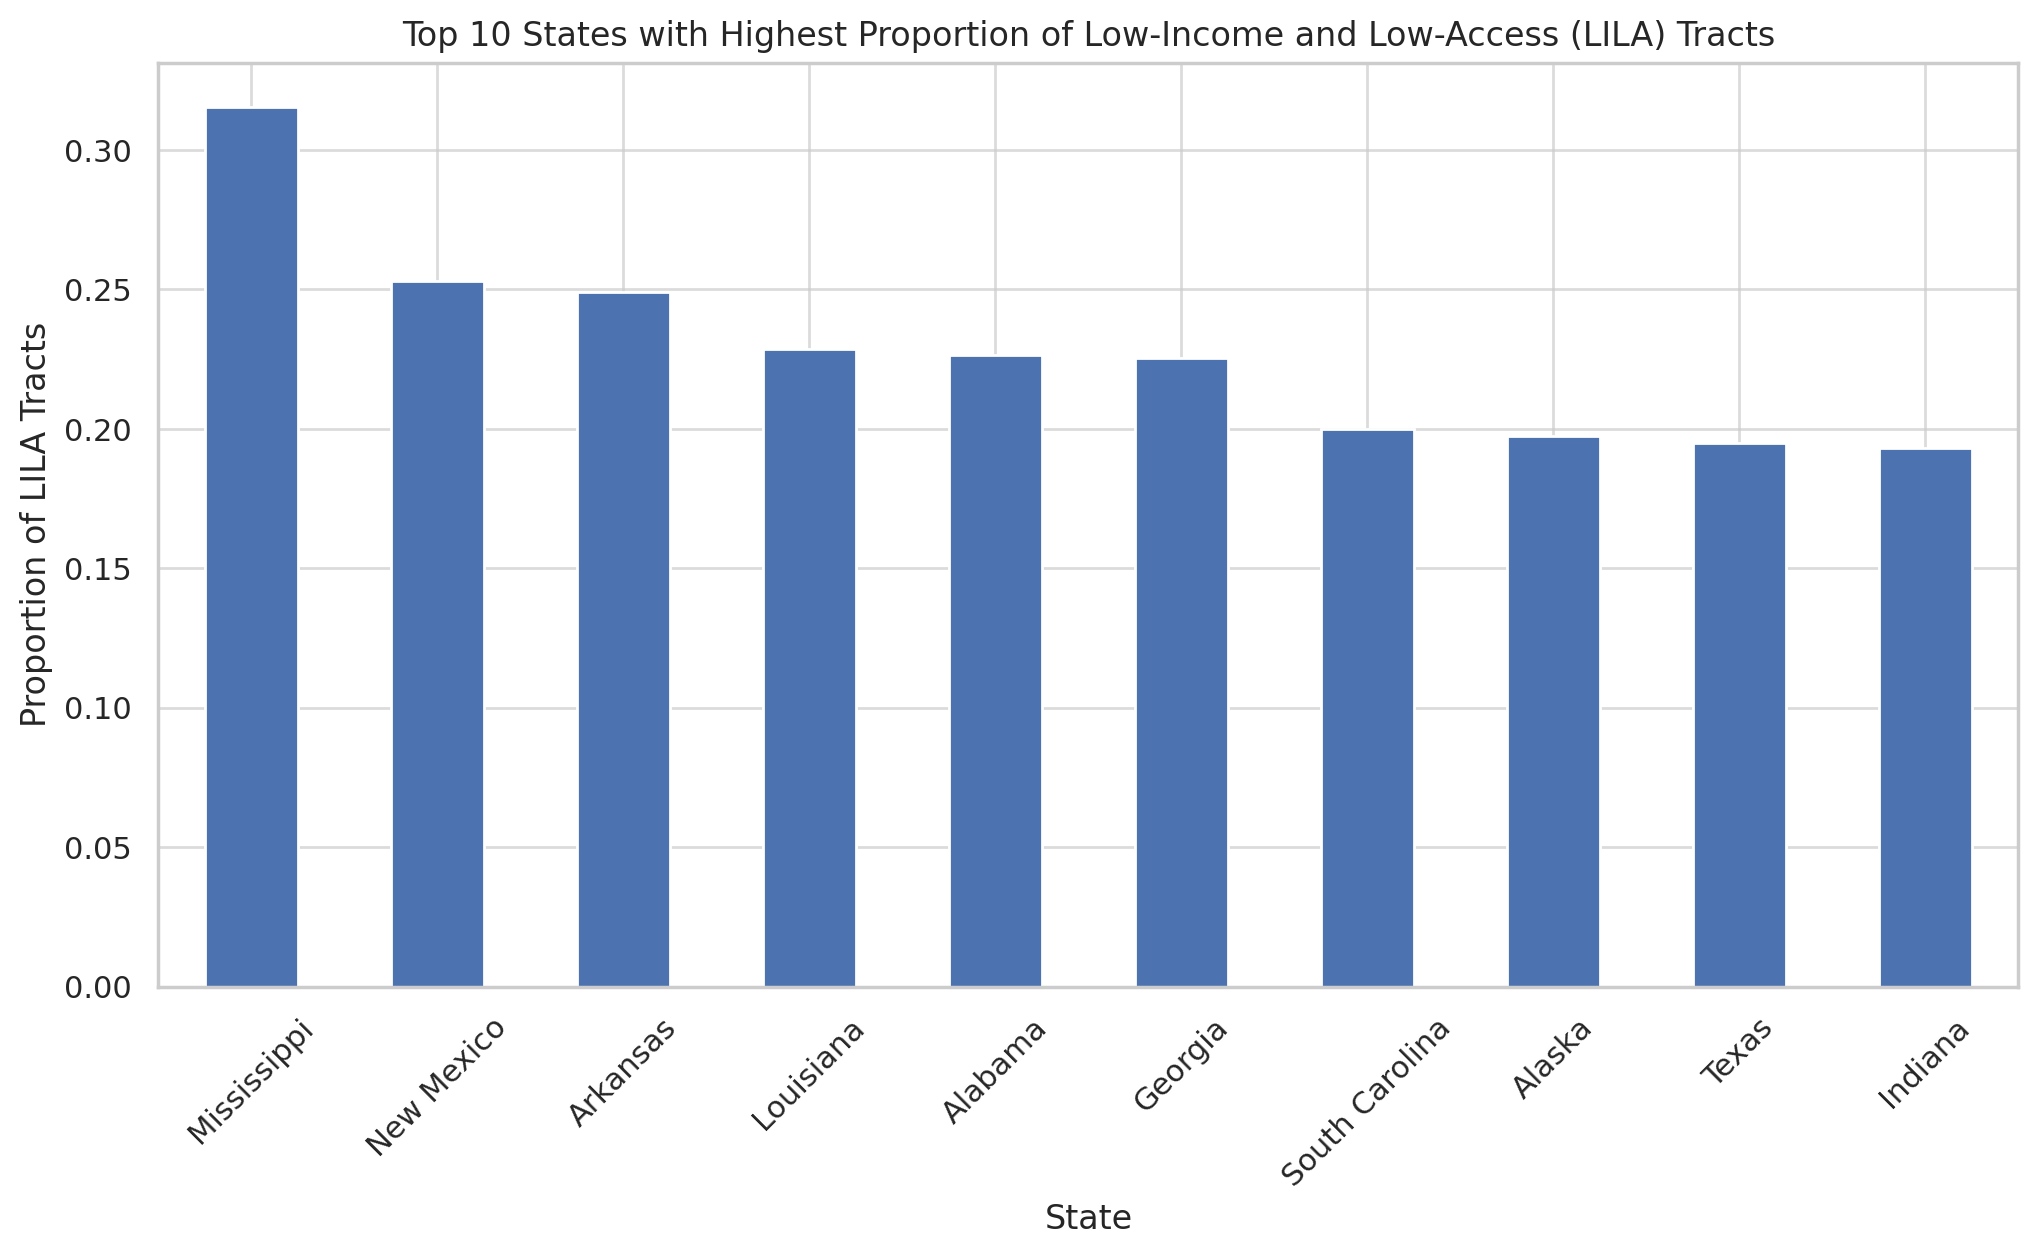 Top 10 States with Highest Proportion of Low-Income and Low-Access (LILA) Tracts
Proportion of LILA Tracts
0.30
0.25
0.20
0.15
0.10
0.05
0.00
Mississippi
New Mexico
Arkansas
Louisiana
Alabama
Georgia
South Carolina
Alaska
Texas
Indiana
State